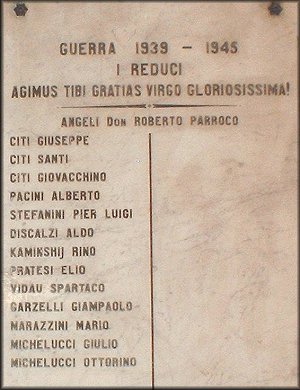 GUERRA 1939 - 1945
I REDUCI
AGIMUS TIBI GRATIAS VIRGO GLORIOSISSIMA!
ANGELI DON ROBERTO PARROCO
CITI GIUSEPPE
CITI SANTI
CITI GIOVACCHINO
PACINI ALBERTO
STEFANINI PIER LUIGI
DISCALZI ALDO
KAMIKSHIJ RINO
PRATESI ELIO
VIDAU SPARTACO
GARZELLI GIAMPAOLO
MARAZZINI MARIO
MICHELUCCI GIULIO
MICHELUCCI OTTORINO